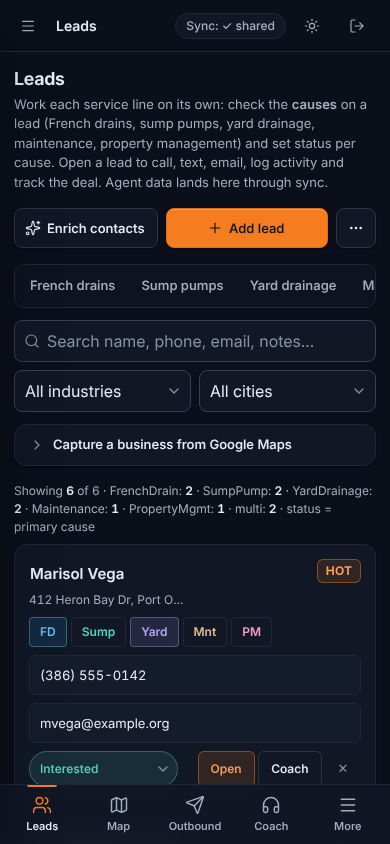 Leads
Sync: ✓ shared
Leads
Work each service line on its own: check the causes on a
lead (French drains, sump pumps, yard drainage,
maintenance, property management) and set status per
cause. Open a lead to call, text, email, log activity and
track the deal. Agent data lands here through sync.
Enrich contacts
+ Add lead
...
French drains
Sump pumps
Yard drainage
M
Search name, phone, email, notes...
All industries
All cities
Capture a business from Google Maps
Showing 6 of 6 · FrenchDrain: 2 · SumpPump: 2 · YardDrainage:
2 · Maintenance: 1 · PropertyMgmt: 1 · multi: 2 · status =
primary cause
Marisol Vega
HOT
412 Heron Bay Dr, Port O...
FD
Sump
Yard
Mnt
PM
(386) 555-0142
mvega@example.org
Interested
Open
Coach
×
Leads
Map
Outbound
Coach
More